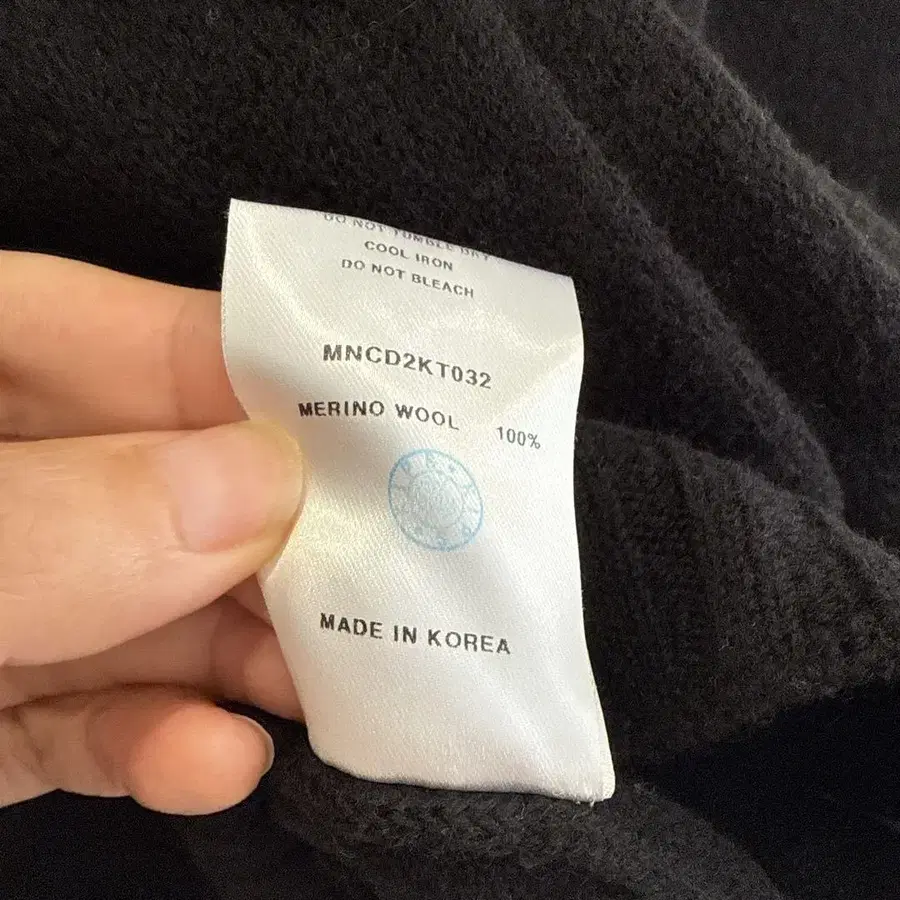 DO NOT TUMBLE DRY
COOL IRON
DO NOT BLEACH
MNCD2KT032
MERINO WOOL 100%
MADE IN KOREA